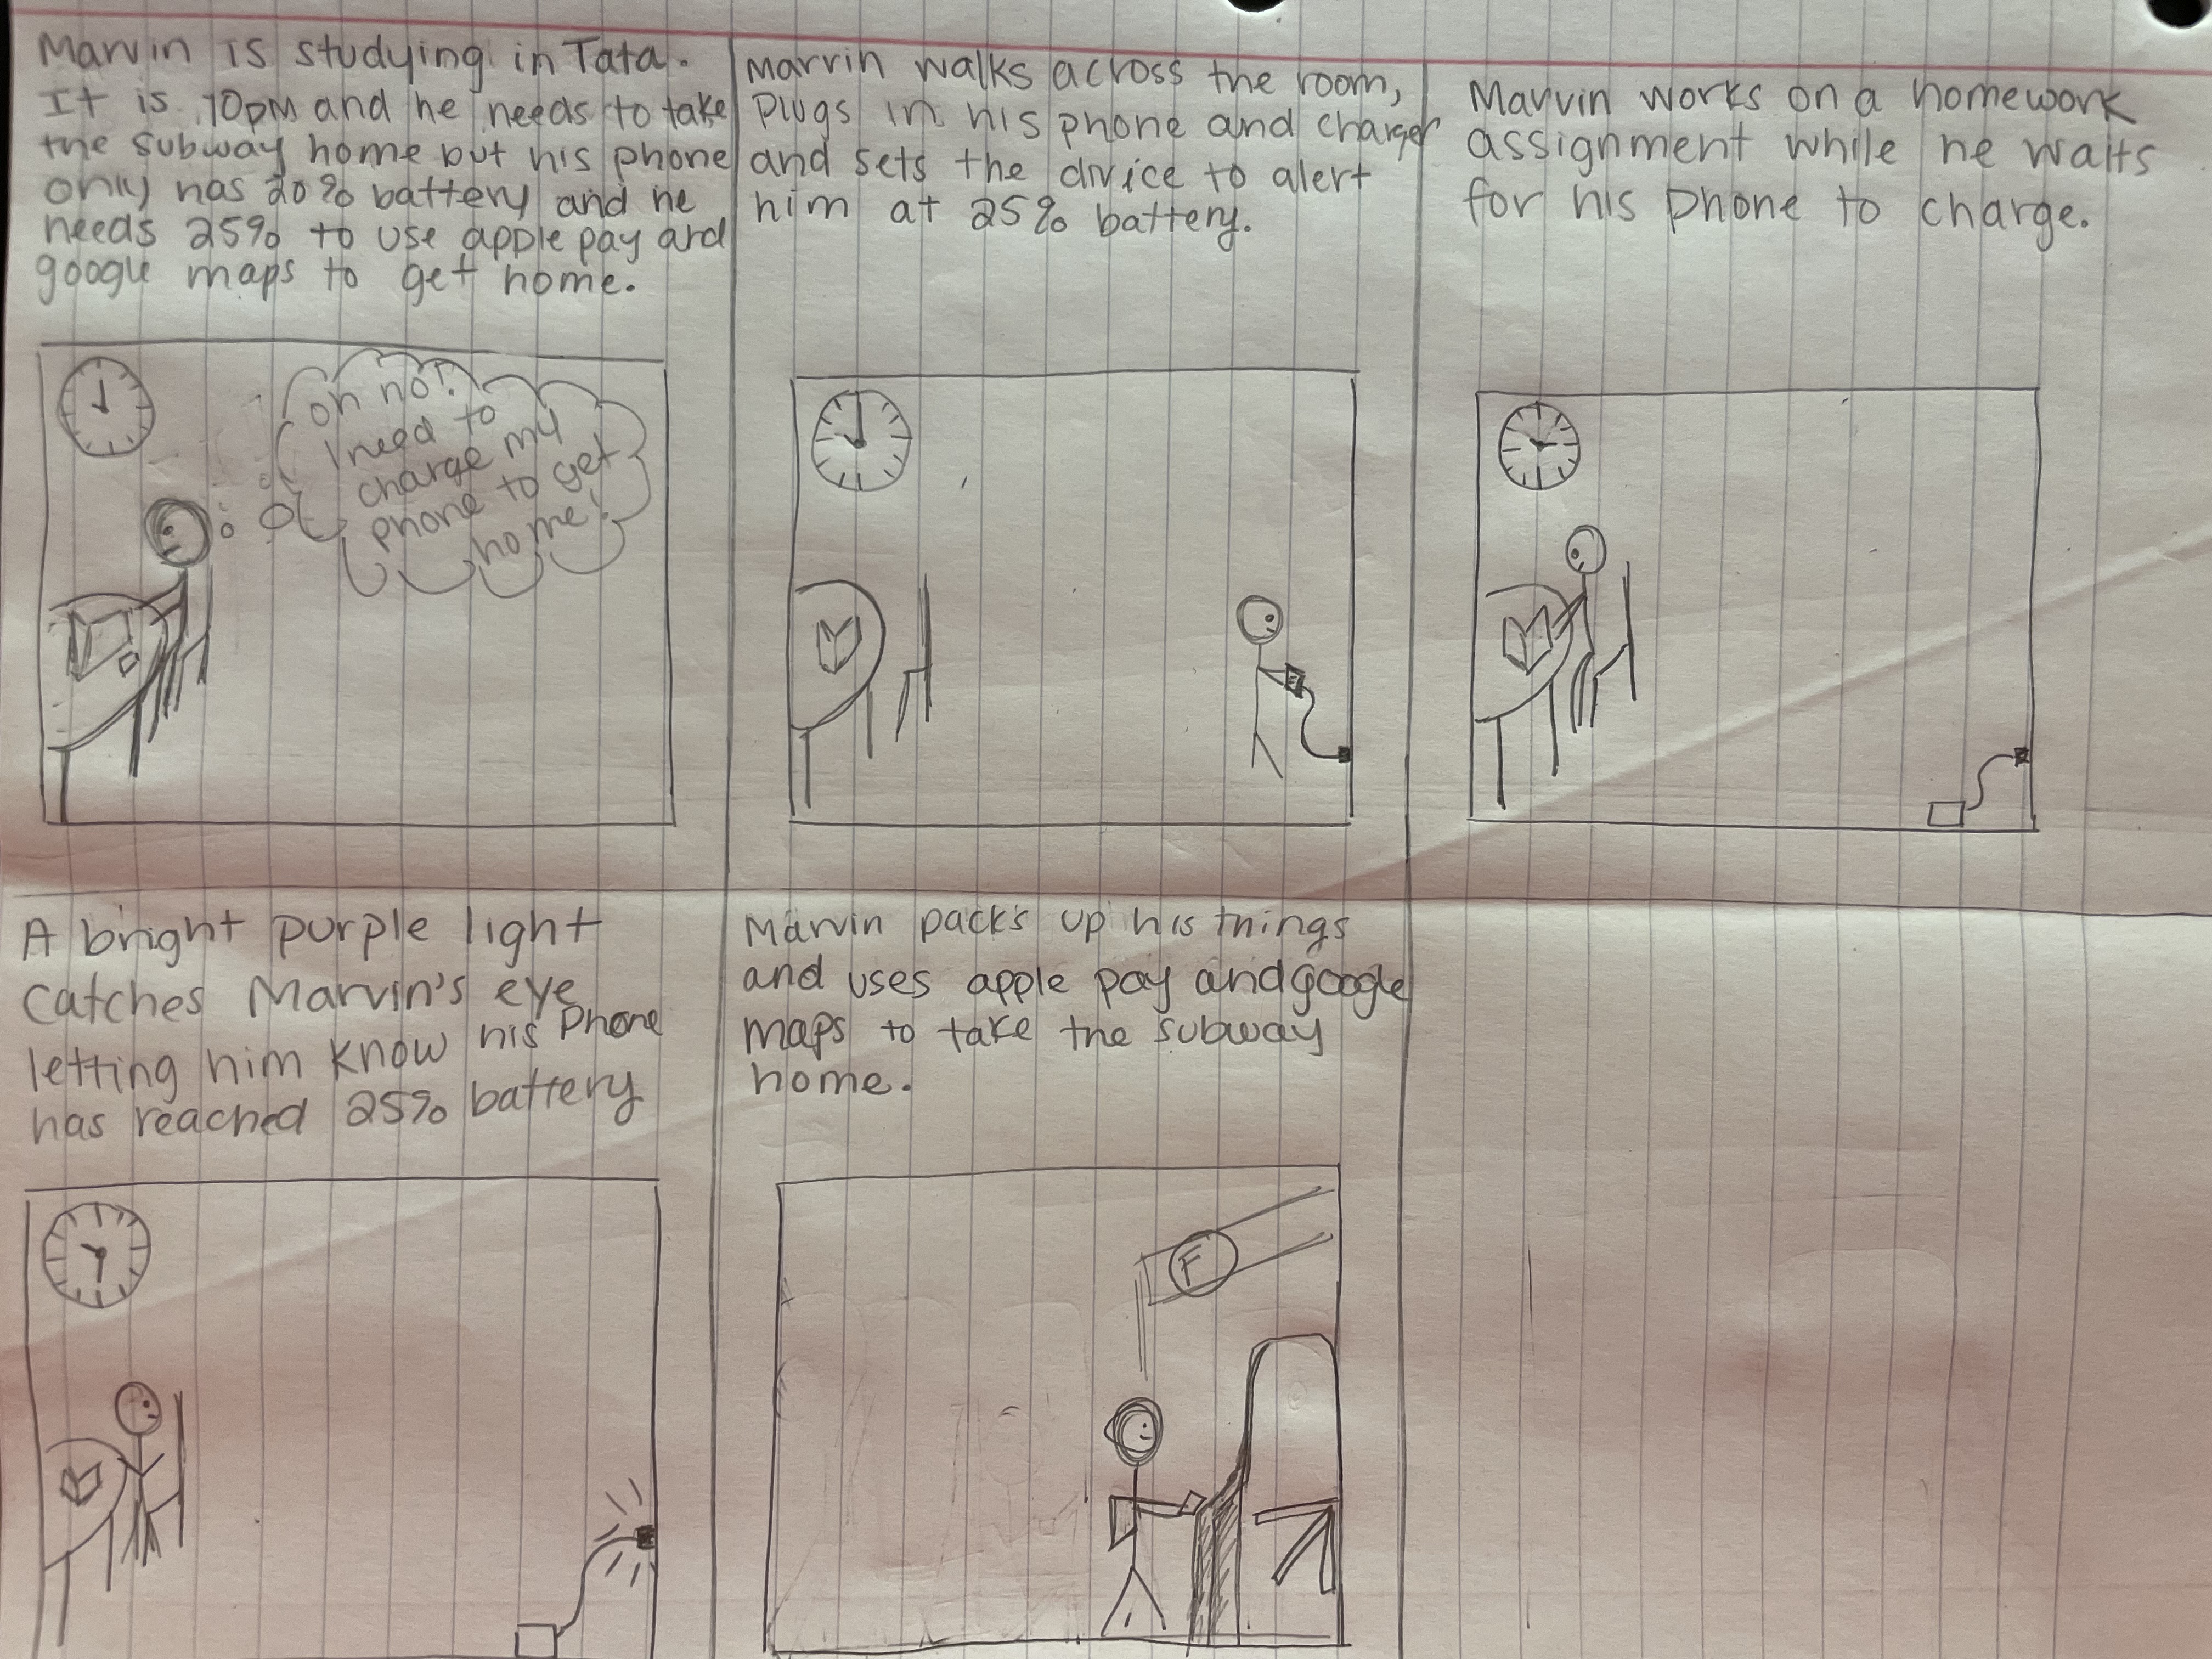 Marvin is studying in Tata.
It is 10pm and he needs to take
the subway home but his phone
only has 20% battery and he
needs 25% to use apple pay and
google maps to get home.
oh no!
I need to
charge my
phone to get
home!
Marvin walks across the room,
Plugs in his phone and charger
and sets the divice to alert
him at 25% battery.
Marvin works on a homework
assignment while he waits
for his phone to charge.
A bright purple light
catches Marvin's eye
letting him know his phone
has reached 25% battery
Marvin packs up his things
and uses apple pay and google
maps to take the subway
home.
F